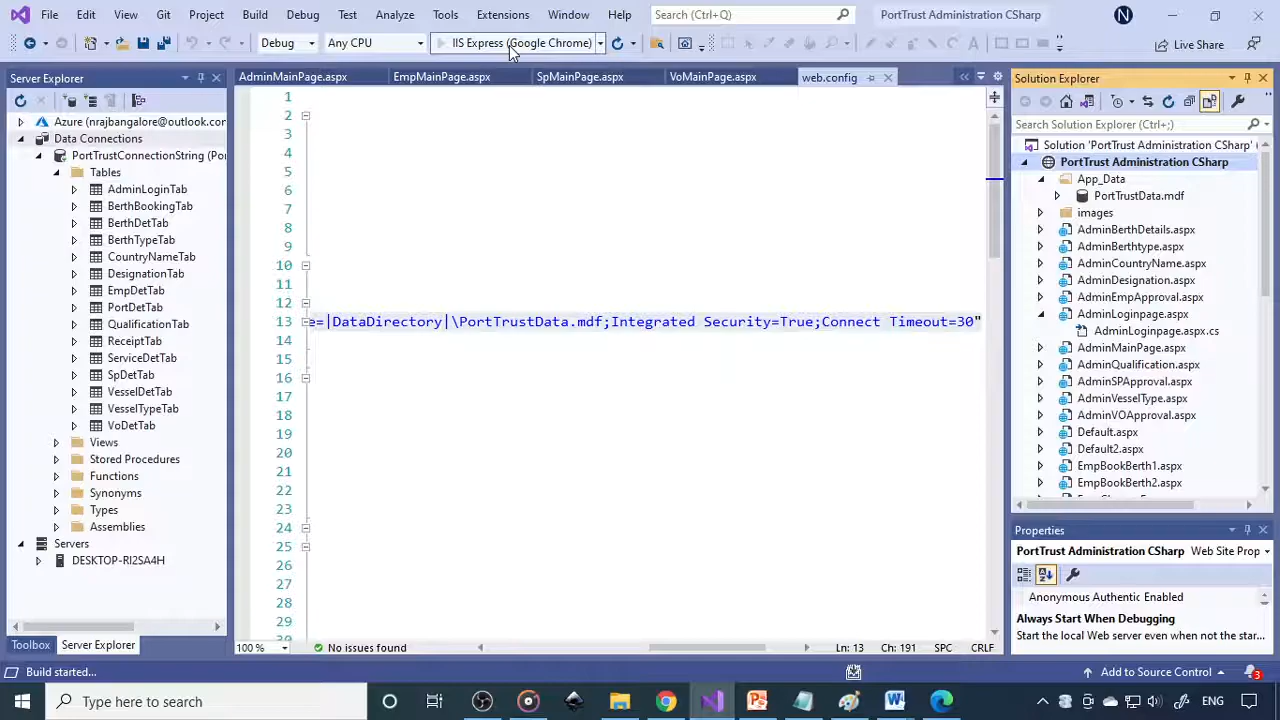 File Edit View Git Project Build Debug Test Analyze Tools Extensions Window Help Search (Ctrl+Q) PortTrust Administration CSharp N
Debug Any CPU IIS Express (Google Chrome) Live Share
Server Explorer
Azure (nrajbangalore@outlook.cor
Data Connections
PortTrustConnectionString (Por
Tables
AdminLoginTab
BerthBookingTab
BerthDetTab
BerthTypeTab
CountryNameTab
DesignationTab
EmpDetTab
PortDetTab
QualificationTab
ReceiptTab
ServiceDetTab
SpDetTab
VesselDetTab
VesselTypeTab
VoDetTab
Views
Stored Procedures
Functions
Synonyms
Types
Assemblies
Servers
DESKTOP-RI2SA4H
Toolbox Server Explorer
AdminMainPage.aspx EmpMainPage.aspx SpMainPage.aspx VoMainPage.aspx web.config
1
2
3
4
5
6
7
8
9
10
11
12
13 e=|DataDirectory|\PortTrustData.mdf;Integrated Security=True;Connect Timeout=30"
14
15
16
17
18
19
20
21
22
23
24
25
26
27
28
29
30
100 % No issues found Ln: 13 Ch: 191 SPC CRLF
Solution Explorer
Search Solution Explorer (Ctrl+;)
Solution 'PortTrust Administration CSharp' (
PortTrust Administration CSharp
App_Data
PortTrustData.mdf
images
AdminBerthDetails.aspx
AdminBerthtype.aspx
AdminCountryName.aspx
AdminDesignation.aspx
AdminEmpApproval.aspx
AdminLoginpage.aspx
AdminLoginpage.aspx.cs
AdminMainPage.aspx
AdminQualification.aspx
AdminSPApproval.aspx
AdminVesselType.aspx
AdminVOApproval.aspx
Default.aspx
Default2.aspx
EmpBookBerth1.aspx
EmpBookBerth2.aspx
Properties
PortTrust Administration CSharp Web Site Prop
Anonymous Authentic Enabled
Always Start When Debugging
Start the local Web server even when not the star...
Build started... Add to Source Control 3
Type here to search ENG